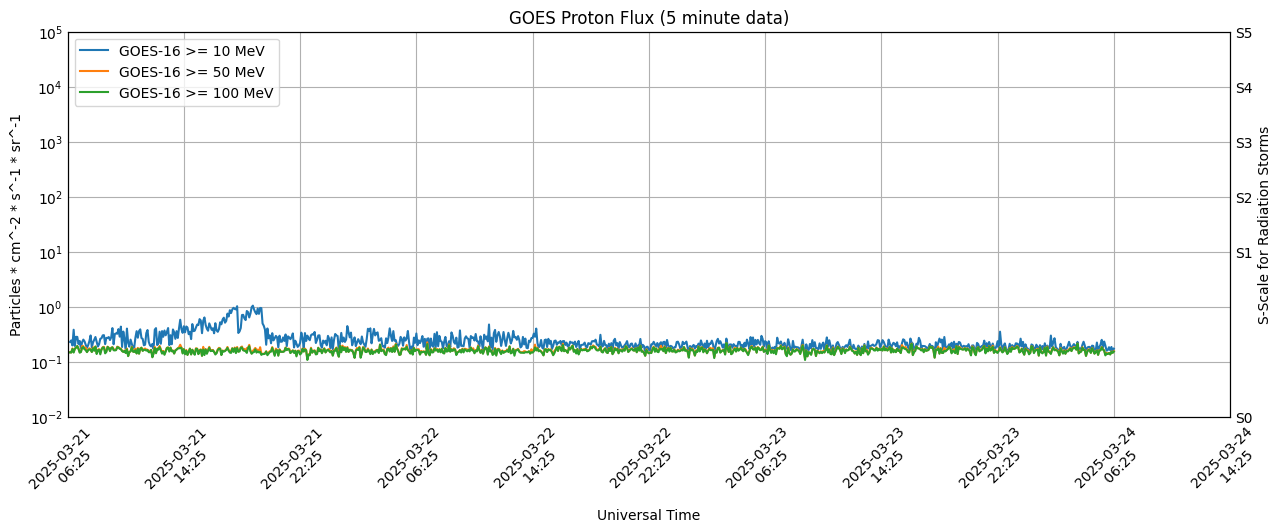 GOES Proton Flux (5 minute data)
GOES-16 >= 10 MeV
GOES-16 >= 50 MeV
GOES-16 >= 100 MeV
Particles * cm^-2 * s^-1 * sr^-1
10^5
10^4
10^3
10^2
10^1
10^0
10^-1
10^-2
S5
S4
S3
S2
S1
S0
S-Scale for Radiation Storms
2025-03-21
06:25
2025-03-21
14:25
2025-03-21
22:25
2025-03-22
06:25
2025-03-22
14:25
2025-03-22
22:25
2025-03-23
06:25
2025-03-23
14:25
2025-03-23
22:25
2025-03-24
06:25
2025-03-24
14:25
Universal Time